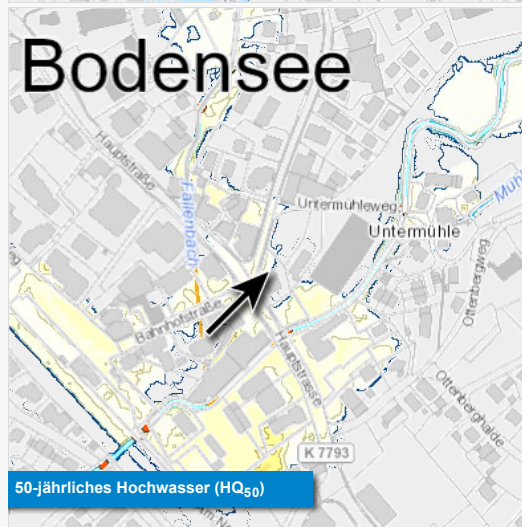 Bodensee
Hauptstraße
Fallenbach
Untermühleweg
Untermühle
Ottenbergweg
Bahnhofstraße
Hauptstrasse
Ottenberghalde
K 7793
50-jährliches Hochwasser (HQ50)